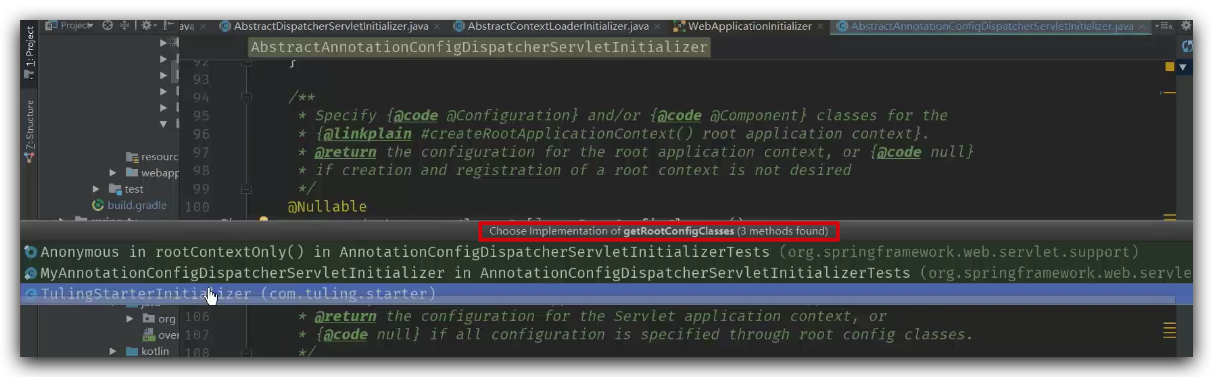 Project
ava
AbstractDispatcherServletInitializer.java
AbstractContextLoaderInitializer.java
WebApplicationInitializer
AbstractAnnotationConfigDispatcherServletInitializer.java
AbstractAnnotationConfigDispatcherServletInitializer
1: Project
Z: Structure
92 }
93
94 /**
95 * Specify {@code @Configuration} and/or {@code @Component} classes for the
96 * {@linkplain #createRootApplicationContext() root application context}.
97 * @return the configuration for the root application context, or {@code null}
98 * if creation and registration of a root context is not desired
99 */
100 @Nullable
resourc
webapp
test
build.gradle
Choose Implementation of getRootConfigClasses (3 methods found)
Anonymous in rootContextOnly() in AnnotationConfigDispatcherServletInitializerTests (org.springframework.web.servlet.support)
MyAnnotationConfigDispatcherServletInitializer in AnnotationConfigDispatcherServletInitializerTests (org.springframework.web.servle
TulingStarterInitializer (com.tuling.starter)
java
org
over
kotlin
106 * @return the configuration for the Servlet application context, or
107 * {@code null} if all configuration is specified through root config classes.
108 */